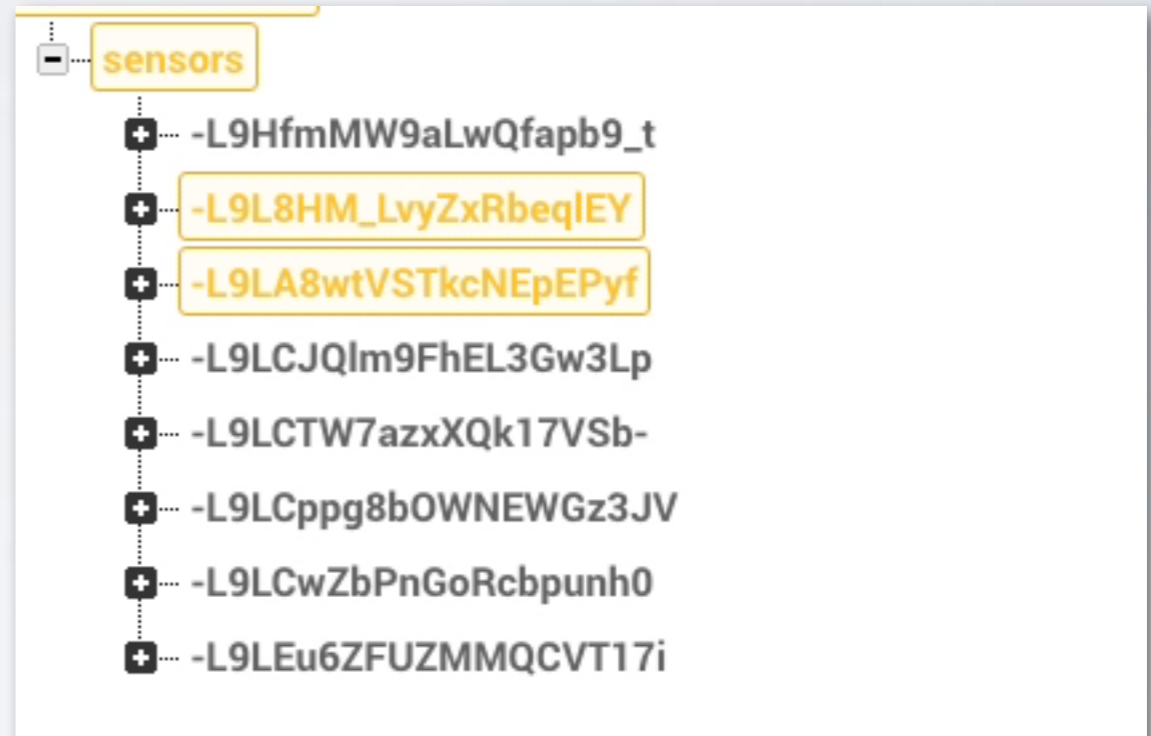 sensors
-L9HfmMW9aLwQfapb9_t
-L9L8HM_LvyZxRbeqlEY
-L9LA8wtVSTkcNEpEPyf
-L9LCJQlm9FhEL3Gw3Lp
-L9LCTW7azxXQk17VSb-
-L9LCppg8bOWNEWGz3JV
-L9LCwZbPnGoRcbpunh0
-L9LEu6ZFUZMMQCVT17i